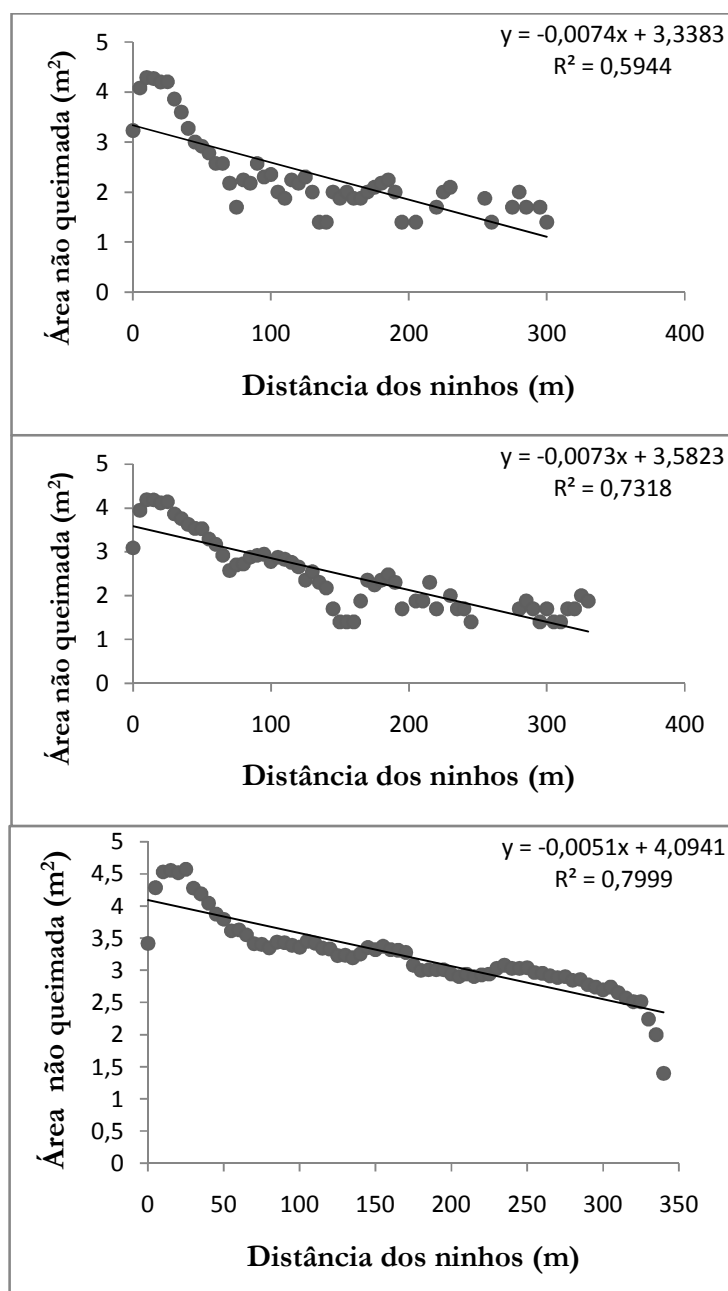 y = -0,0074x + 3,3383
R² = 0,5944
Área não queimada (m²)
5
4
3
2
1
0
0 100 200 300 400
Distância dos ninhos (m)
y = -0,0073x + 3,5823
R² = 0,7318
Área não queimada (m²)
5
4
3
2
1
0
0 100 200 300 400
Distância dos ninhos (m)
y = -0,0051x + 4,0941
R² = 0,7999
Área não queimada (m²)
5
4,5
4
3,5
3
2,5
2
1,5
1
0,5
0
0 50 100 150 200 250 300 350
Distância dos ninhos (m)